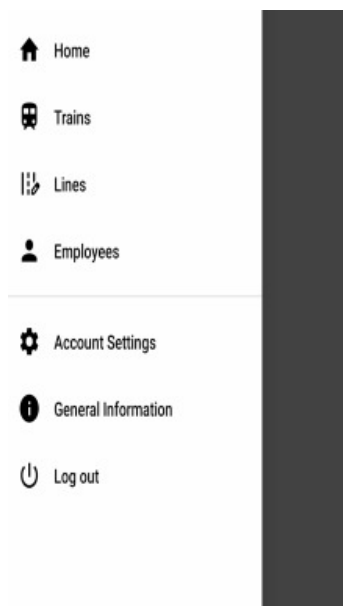 Home
Trains
Lines
Employees
Account Settings
General Information
Log out